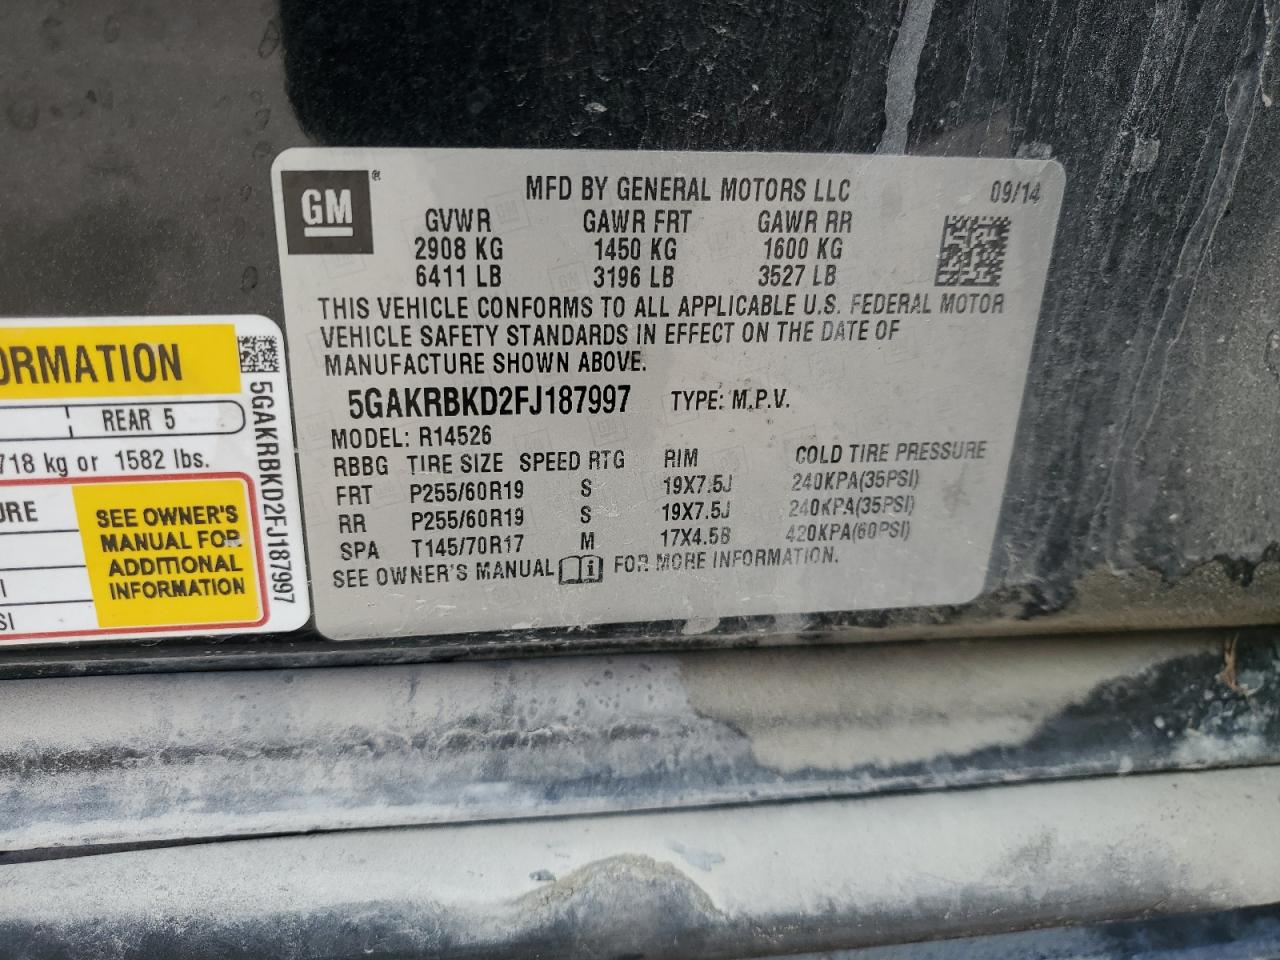 GM®
MFD BY GENERAL MOTORS LLC 09/14
GVWR GAWR FRT GAWR RR
2908 KG 1450 KG 1600 KG
6411 LB 3196 LB 3527 LB
THIS VEHICLE CONFORMS TO ALL APPLICABLE U.S. FEDERAL MOTOR
VEHICLE SAFETY STANDARDS IN EFFECT ON THE DATE OF
MANUFACTURE SHOWN ABOVE.
5GAKRBKD2FJ187997 TYPE: M.P.V.
MODEL: R14526
RBBG TIRE SIZE SPEED RTG RIM COLD TIRE PRESSURE
FRT P255/60R19 S 19X7.5J 240KPA(35PSI)
RR P255/60R19 S 19X7.5J 240KPA(35PSI)
SPA T145/70R17 M 17X4.5B 420KPA(60PSI)
SEE OWNER'S MANUAL i FOR MORE INFORMATION.
ORMATION
REAR 5
718 kg or 1582 lbs.
URE
SEE OWNER'S
MANUAL FOR
ADDITIONAL
INFORMATION
I
SI
5GAKRBKD2FJ187997